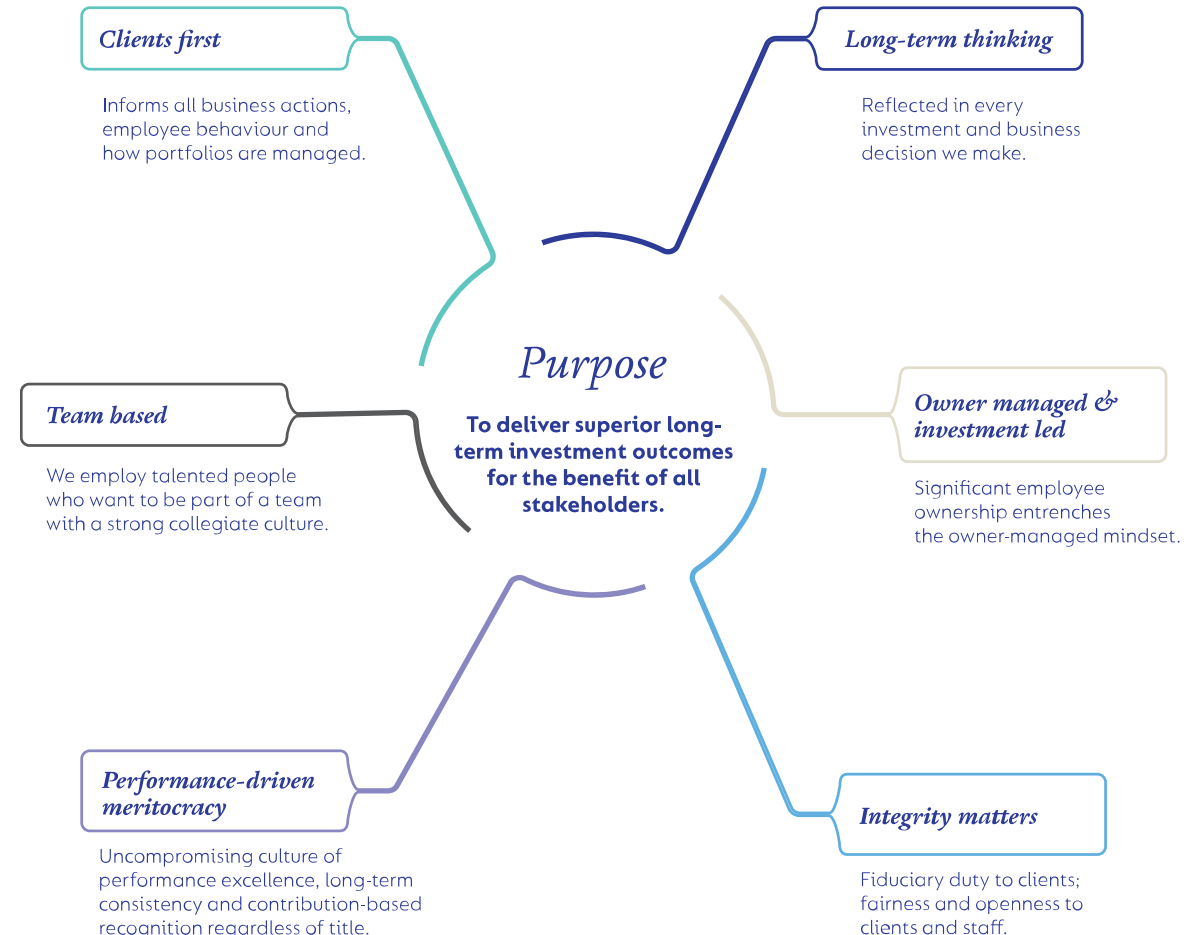 Clients first
Informs all business actions,
employee behaviour and
how portfolios are managed.
Long-term thinking
Reflected in every
investment and business
decision we make.
Purpose
To deliver superior long-
term investment outcomes
for the benefit of all
stakeholders.
Team based
We employ talented people
who want to be part of a team
with a strong collegiate culture.
Owner managed &
investment led
Significant employee
ownership entrenches
the owner-managed mindset.
Performance-driven
meritocracy
Uncompromising culture of
performance excellence, long-term
consistency and contribution-based
recognition regardless of title.
Integrity matters
Fiduciary duty to clients;
fairness and openness to
clients and staff.